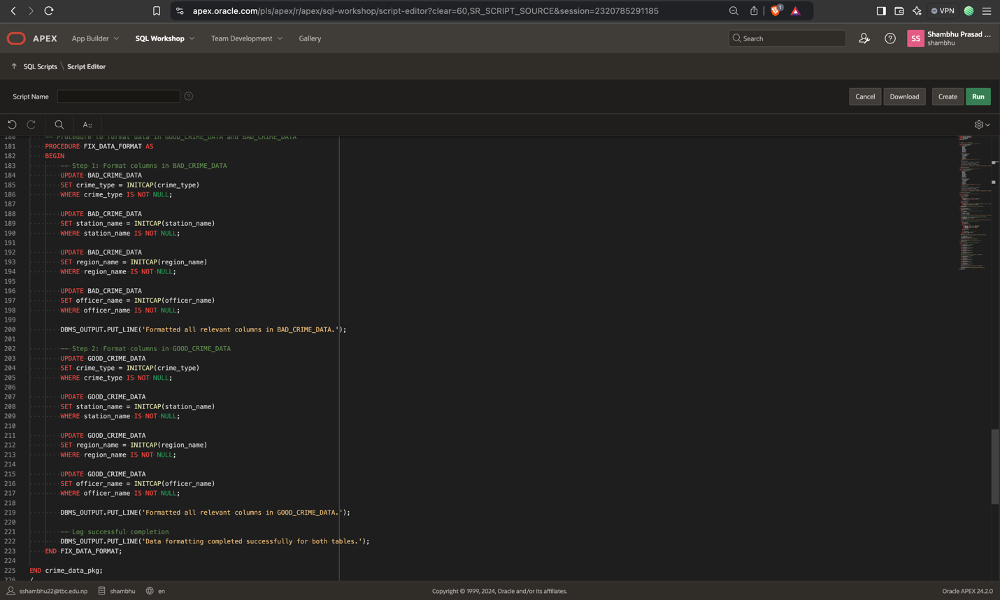 apex.oracle.com/pls/apex/r/apex/sql-workshop/script-editor?clear=60,SR_SCRIPT_SOURCE&session=2320785291185
1
VPN
APEX
App Builder
SQL Workshop
Team Development
Gallery
Search
SS
Shambhu Prasad ...
shambhu
SQL Scripts \ Script Editor
Script Name
Cancel
Download
Create
Run
180 -- Procedure to format data in GOOD_CRIME_DATA and BAD_CRIME_DATA
181 PROCEDURE FIX_DATA_FORMAT AS
182 BEGIN
183 -- Step 1: Format columns in BAD_CRIME_DATA
184 UPDATE BAD_CRIME_DATA
185 SET crime_type = INITCAP(crime_type)
186 WHERE crime_type IS NOT NULL;
187
188 UPDATE BAD_CRIME_DATA
189 SET station_name = INITCAP(station_name)
190 WHERE station_name IS NOT NULL;
191
192 UPDATE BAD_CRIME_DATA
193 SET region_name = INITCAP(region_name)
194 WHERE region_name IS NOT NULL;
195
196 UPDATE BAD_CRIME_DATA
197 SET officer_name = INITCAP(officer_name)
198 WHERE officer_name IS NOT NULL;
199
200 DBMS_OUTPUT.PUT_LINE('Formatted all relevant columns in BAD_CRIME_DATA.');
201
202 -- Step 2: Format columns in GOOD_CRIME_DATA
203 UPDATE GOOD_CRIME_DATA
204 SET crime_type = INITCAP(crime_type)
205 WHERE crime_type IS NOT NULL;
206
207 UPDATE GOOD_CRIME_DATA
208 SET station_name = INITCAP(station_name)
209 WHERE station_name IS NOT NULL;
210
211 UPDATE GOOD_CRIME_DATA
212 SET region_name = INITCAP(region_name)
213 WHERE region_name IS NOT NULL;
214
215 UPDATE GOOD_CRIME_DATA
216 SET officer_name = INITCAP(officer_name)
217 WHERE officer_name IS NOT NULL;
218
219 DBMS_OUTPUT.PUT_LINE('Formatted all relevant columns in GOOD_CRIME_DATA.');
220
221 -- Log successful completion
222 DBMS_OUTPUT.PUT_LINE('Data formatting completed successfully for both tables.');
223 END FIX_DATA_FORMAT;
224
225 END crime_data_pkg;
226 /
sshambhu22@tbc.edu.np
shambhu
en
Copyright © 1999, 2024, Oracle and/or its affiliates.
Oracle APEX 24.2.0